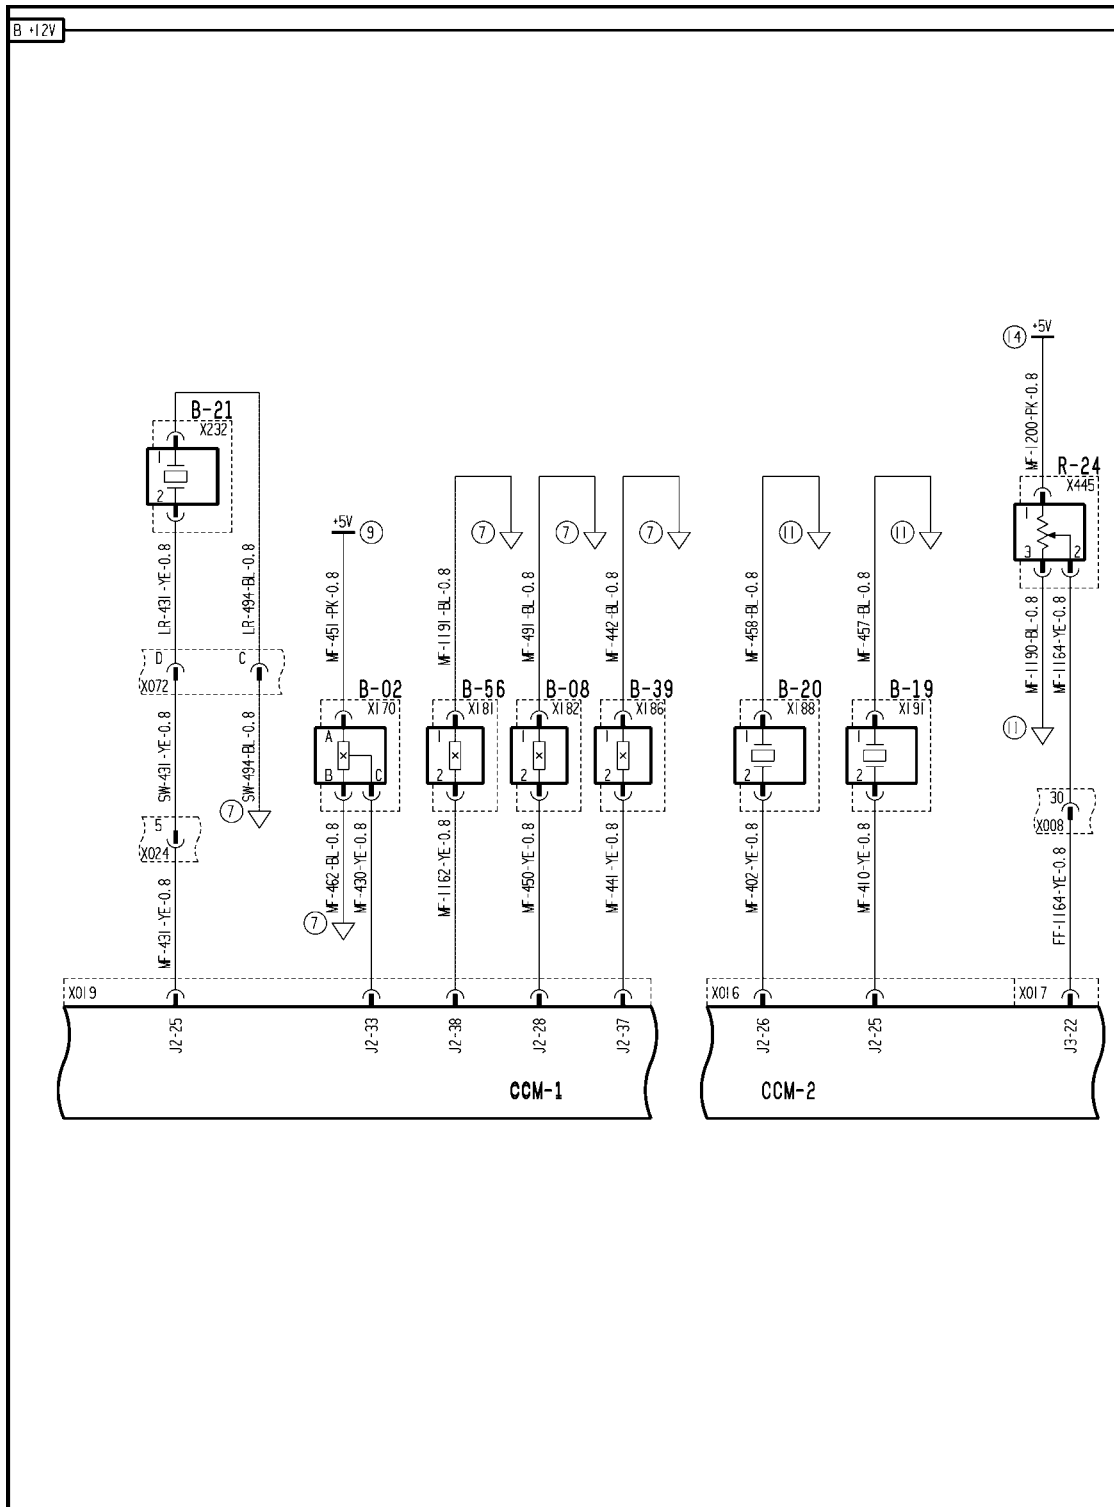 B +12V
14
+5V
MF-1200-PK-0.8
B-21
X232
1
2
R-24
X445
1
3
2
+5V
9
7
7
7
11
11
LR-431-YE-0.8
LR-494-BL-0.8
MF-451-PK-0.8
MF-1191-BL-0.8
MF-491-BL-0.8
MF-442-BL-0.8
MF-458-BL-0.8
MF-457-BL-0.8
MF-1190-BL-0.8
MF-1164-YE-0.8
D
C
X072
B-02
X170
A
B
C
B-56
X181
1
2
B-08
X182
1
2
B-39
X186
1
2
B-20
X188
1
2
B-19
X191
1
2
11
SW-431-YE-0.8
SW-494-BL-0.8
7
5
X024
30
X008
MF-462-BL-0.8
MF-430-YE-0.8
MF-1162-YE-0.8
MF-450-YE-0.8
MF-441-YE-0.8
MF-402-YE-0.8
MF-410-YE-0.8
7
MF-431-YE-0.8
FF-1164-YE-0.8
X019
X016
X017
J2-25
J2-33
J2-38
J2-28
J2-37
J2-26
J2-25
J3-22
CCM-1
CCM-2